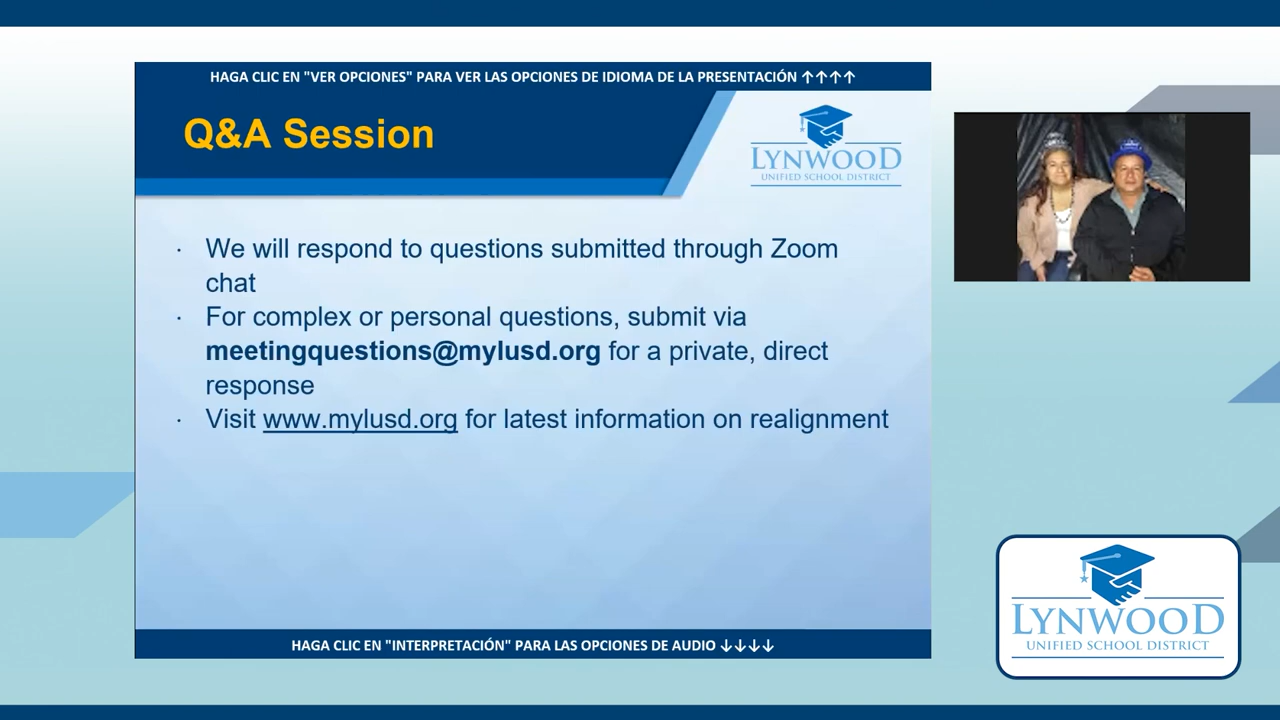 HAGA CLIC EN "VER OPCIONES" PARA VER LAS OPCIONES DE IDIOMA DE LA PRESENTACIÓN ↑↑↑↑
Q&A Session
LYNWOOD
UNIFIED SCHOOL DISTRICT
· We will respond to questions submitted through Zoom
chat
· For complex or personal questions, submit via
meetingquestions@mylusd.org for a private, direct
response
· Visit www.mylusd.org for latest information on realignment
HAGA CLIC EN "INTERPRETACIÓN" PARA LAS OPCIONES DE AUDIO ↓↓↓↓
LYNWOOD
UNIFIED SCHOOL DISTRICT